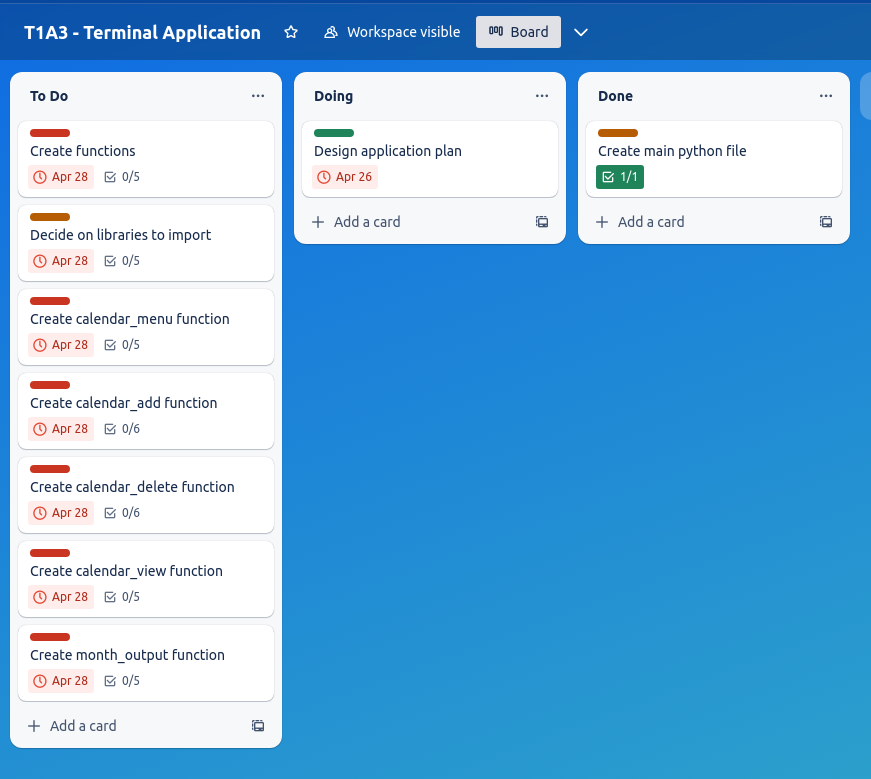 T1A3 - Terminal Application
Workspace visible
Board
To Do
Create functions
Apr 28 0/5
Decide on libraries to import
Apr 28 0/5
Create calendar_menu function
Apr 28 0/5
Create calendar_add function
Apr 28 0/6
Create calendar_delete function
Apr 28 0/6
Create calendar_view function
Apr 28 0/5
Create month_output function
Apr 28 0/5
Add a card
Doing
Design application plan
Apr 26
Add a card
Done
Create main python file
1/1
Add a card